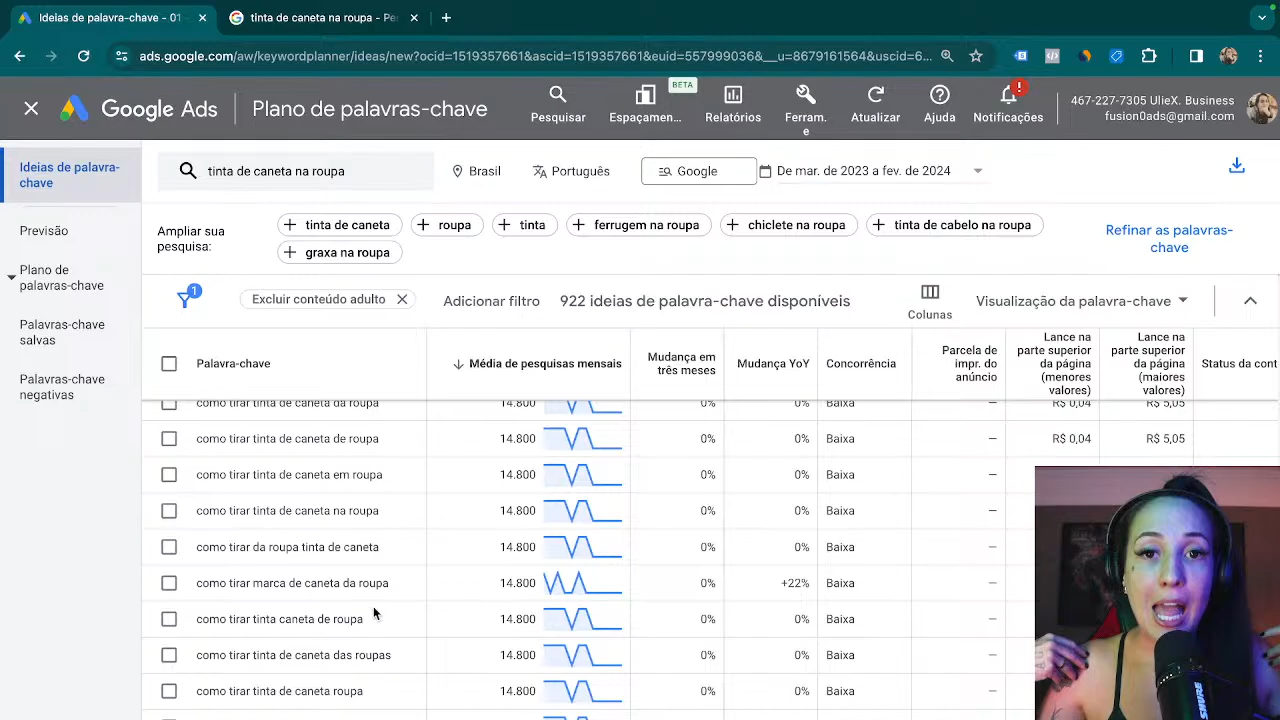 Ideias de palavra-chave - 01
tinta de caneta na roupa - Pe
ads.google.com/aw/keywordplanner/ideas/new?ocid=1519357661&ascid=1519357661&euid=557999036&__u=8679161564&uscid=6...
Google Ads
Plano de palavras-chave
Pesquisar
BETA
Espaçamen...
Relatórios
Ferram.
e
Atualizar
Ajuda
!
Notificações
467-227-7305 UlieX. Business
fusion0ads@gmail.com
Ideias de palavra-
chave
Previsão
Plano de
palavras-chave
Palavras-chave
salvas
Palavras-chave
negativas
tinta de caneta na roupa
Brasil
Português
Google
De mar. de 2023 a fev. de 2024
Ampliar sua
pesquisa:
tinta de caneta
roupa
tinta
ferrugem na roupa
chiclete na roupa
tinta de cabelo na roupa
graxa na roupa
Refinar as palavras-
chave
1
Excluir conteúdo adulto
Adicionar filtro
922 ideias de palavra-chave disponíveis
Colunas
Visualização da palavra-chave
Palavra-chave
Média de pesquisas mensais
Mudança em
três meses
Mudança YoY
Concorrência
Parcela de
impr. do
anúncio
Lance na
parte superior
da página
(menores
valores)
Lance na
parte superior
da página
(maiores
valores)
Status da cont
como tirar tinta de caneta da roupa 14.800 0% 0% Baixa – R$ 0,04 R$ 5,05
como tirar tinta de caneta de roupa 14.800 0% 0% Baixa – R$ 0,04 R$ 5,05
como tirar tinta de caneta em roupa 14.800 0% 0% Baixa –
como tirar tinta de caneta na roupa 14.800 0% 0% Baixa –
como tirar da roupa tinta de caneta 14.800 0% 0% Baixa –
como tirar marca de caneta da roupa 14.800 0% +22% Baixa –
como tirar tinta caneta de roupa 14.800 0% 0% Baixa –
como tirar tinta de caneta das roupas 14.800 0% 0% Baixa –
como tirar tinta de caneta roupa 14.800 0% 0% Baixa –